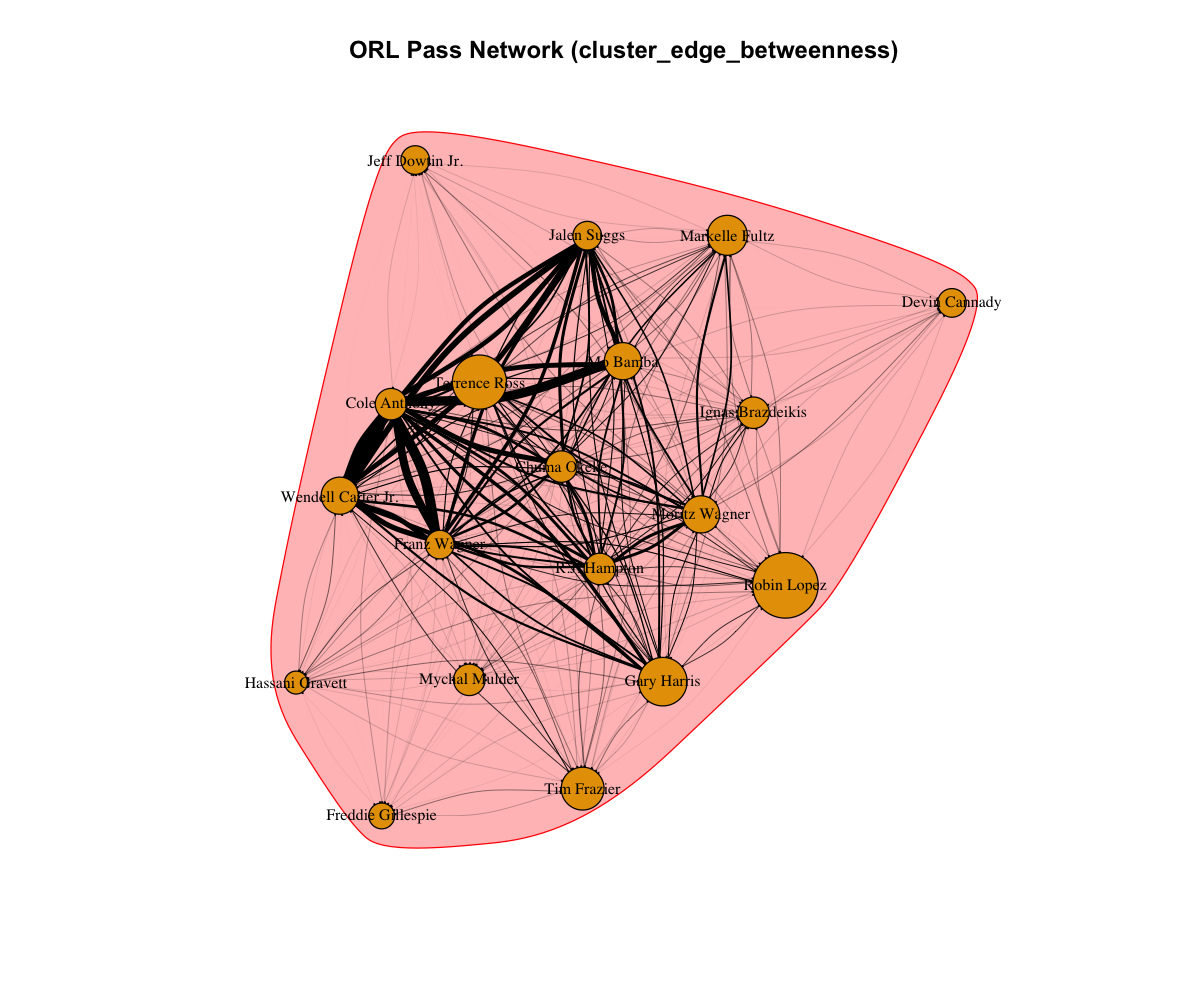 ORL Pass Network (cluster_edge_betweenness)
Jeff Dowtin Jr.
Jalen Suggs
Markelle Fultz
Devin Cannady
Mo Bamba
Terrence Ross
Cole Anthony
Ignas Brazdeikis
Chuma Okeke
Wendell Carter Jr.
Moritz Wagner
Franz Wagner
R.J. Hampton
Robin Lopez
Mychal Mulder
Gary Harris
Hassani Gravett
Tim Frazier
Freddie Gillespie